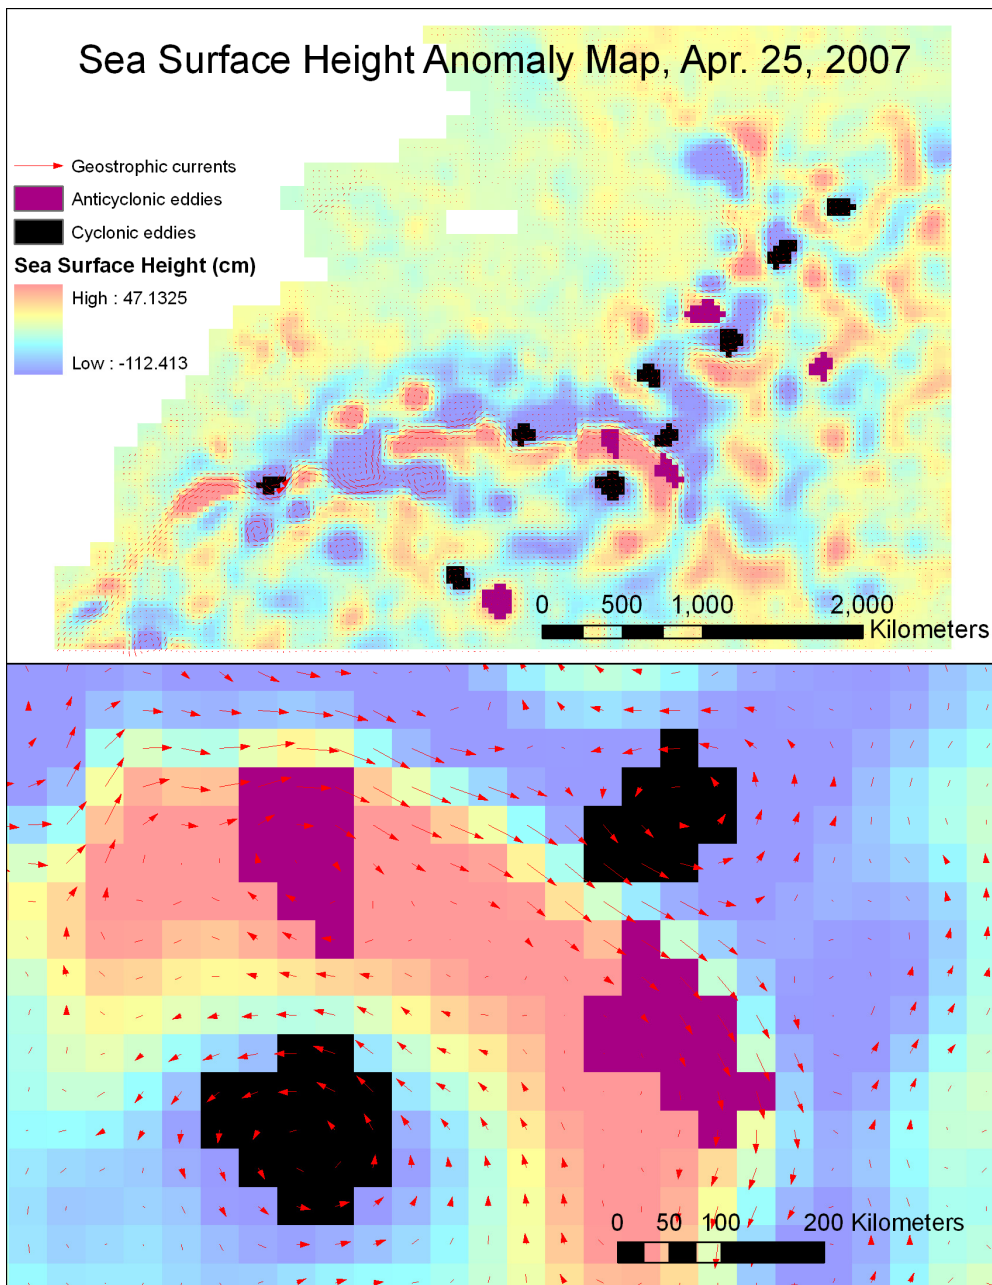 Sea Surface Height Anomaly Map, Apr. 25, 2007
Geostrophic currents
Anticyclonic eddies
Cyclonic eddies
Sea Surface Height (cm)
High : 47.1325
Low : -112.413
0 500 1,000 2,000
Kilometers
0 50 100 200 Kilometers